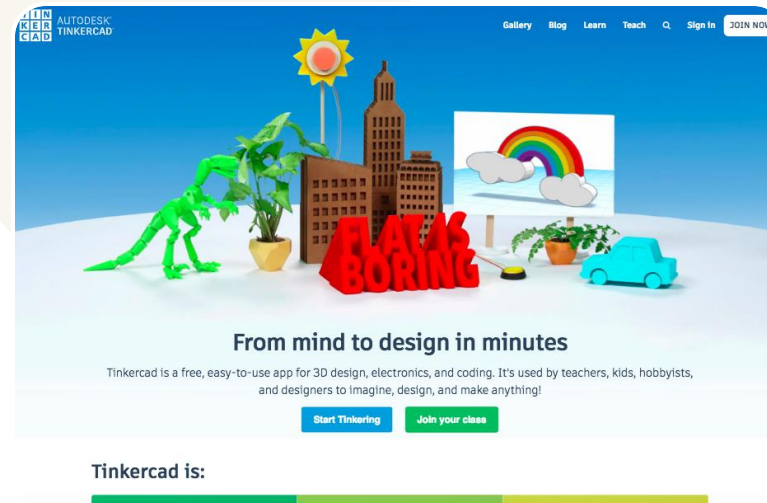 TIN
KER
CAD
AUTODESK®
TINKERCAD®
Gallery Blog Learn Teach Sign in JOIN NOW
FLAT IS
BORING
From mind to design in minutes
Tinkercad is a free, easy-to-use app for 3D design, electronics, and coding. It's used by teachers, kids, hobbyists,
and designers to imagine, design, and make anything!
Start Tinkering Join your class
Tinkercad is: